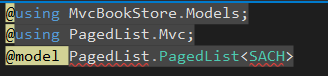 @using MvcBookStore.Models;
@using PagedList.Mvc;
@model PagedList.PagedList<SACH>